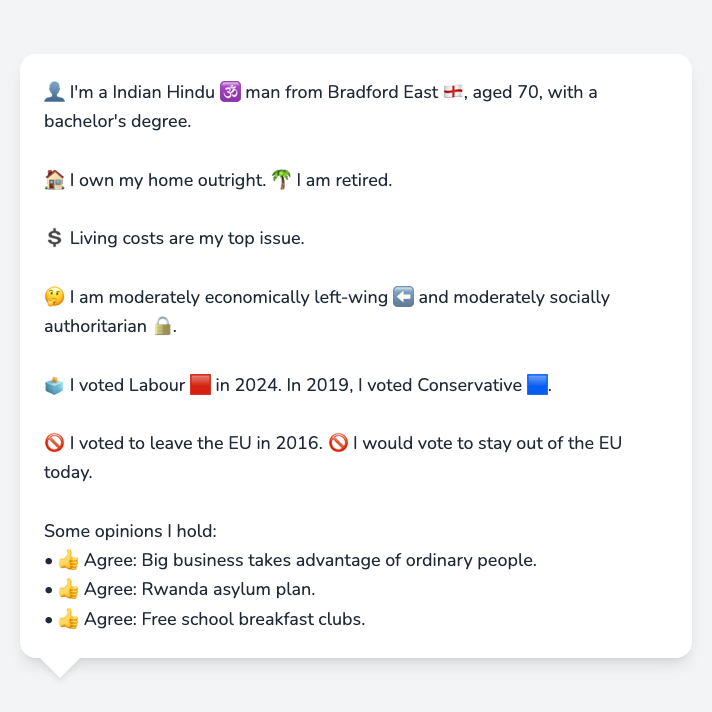 👤 I'm a Indian Hindu 🕉️ man from Bradford East 🏴󠁧󠁢󠁥󠁮󠁧󠁿, aged 70, with a
bachelor's degree.
🏠 I own my home outright. 🌴 I am retired.
💲 Living costs are my top issue.
🤔 I am moderately economically left-wing ⬅️ and moderately socially
authoritarian 🔒.
🗳️ I voted Labour 🟥 in 2024. In 2019, I voted Conservative 🟦.
🚫 I voted to leave the EU in 2016. 🚫 I would vote to stay out of the EU
today.
Some opinions I hold:
• 👍 Agree: Big business takes advantage of ordinary people.
• 👍 Agree: Rwanda asylum plan.
• 👍 Agree: Free school breakfast clubs.